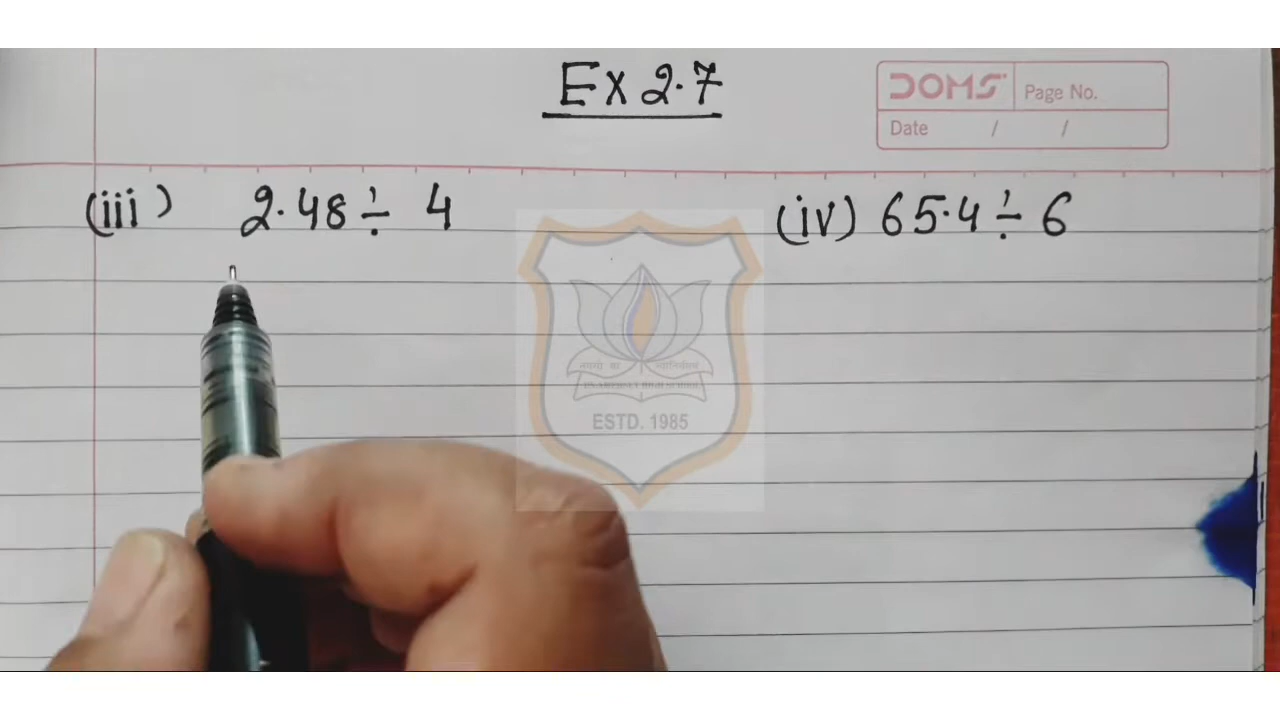 Ex 2.7
DOMS Page No.
Date / /
(iii) 2.48 ÷ 4
(iv) 65.4 ÷ 6
ESTD. 1985